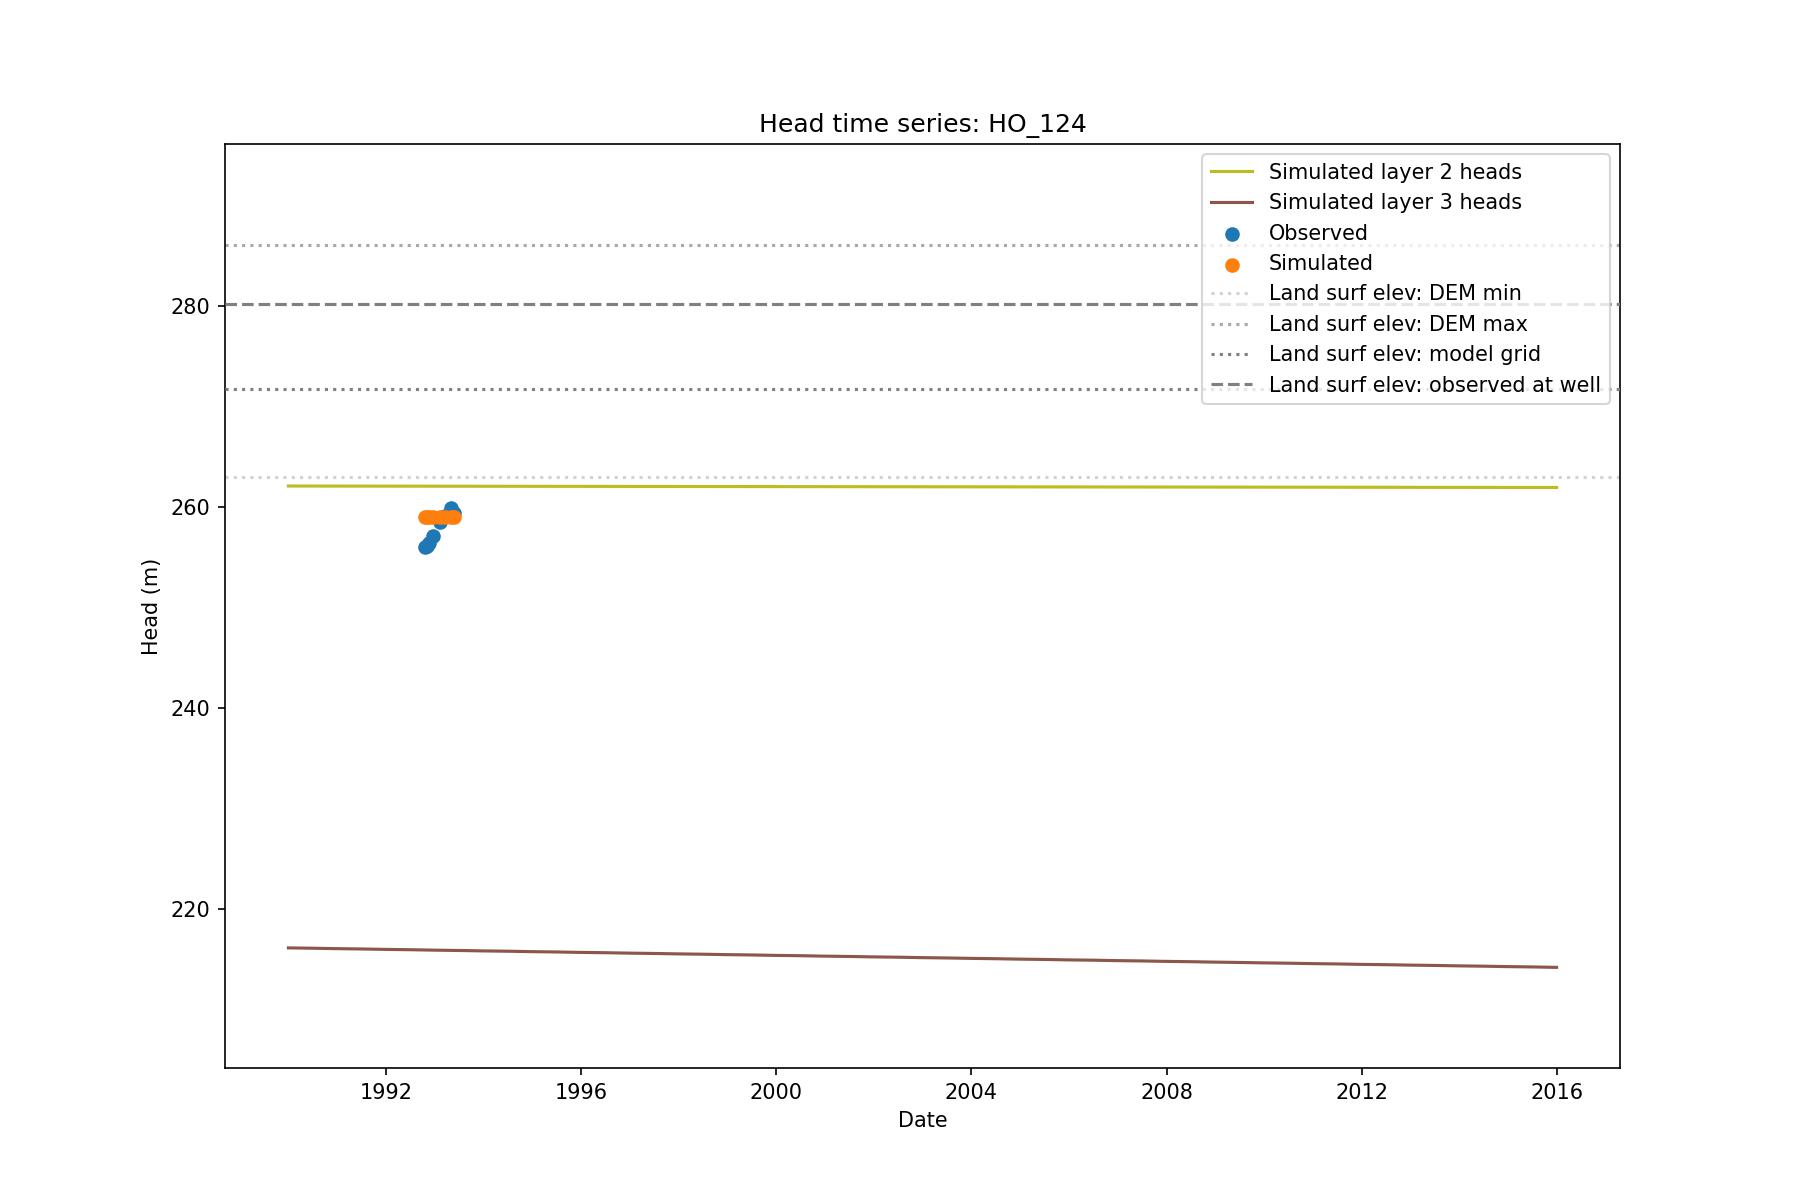 Head time series: HO_124
Simulated layer 2 heads
Simulated layer 3 heads
Observed
Simulated
Land surf elev: DEM min
Land surf elev: DEM max
Land surf elev: model grid
Land surf elev: observed at well
280
260
240
220
Head (m)
1992 1996 2000 2004 2008 2012 2016
Date